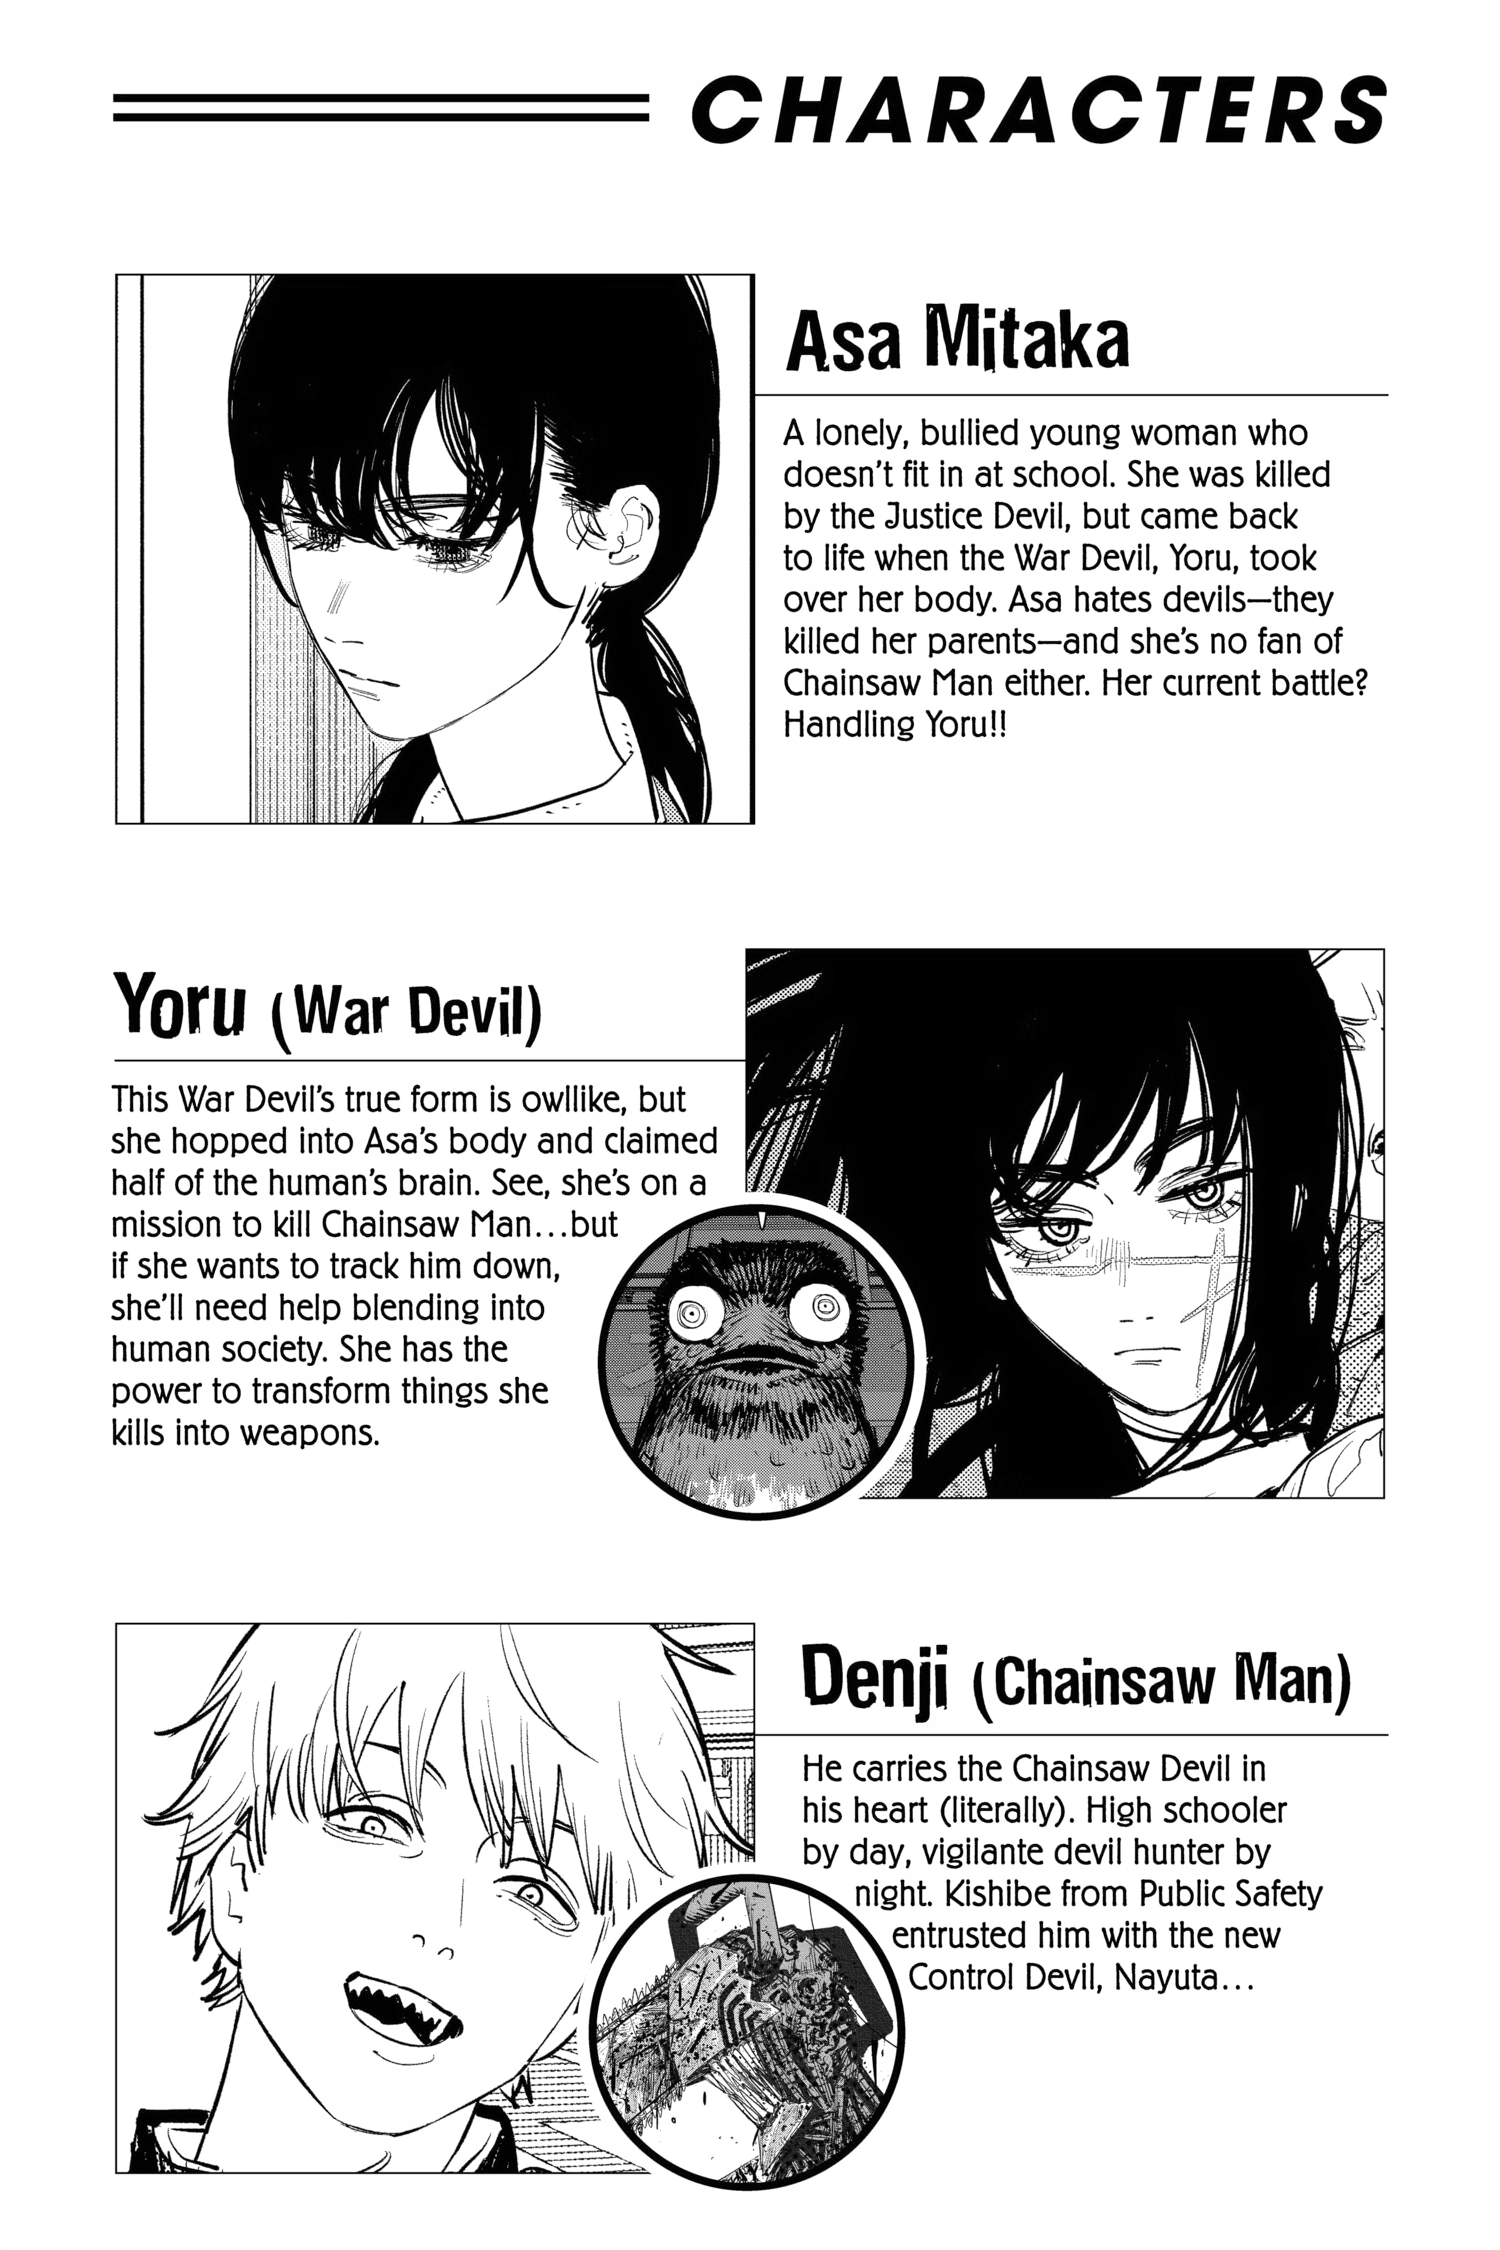 CHARACTERS
Asa Mitaka
A lonely, bullied young woman who
doesn't fit in at school. She was killed
by the Justice Devil, but came back
to life when the War Devil, Yoru, took
over her body. Asa hates devils—they
killed her parents—and she's no fan of
Chainsaw Man either. Her current battle?
Handling Yoru!!
Yoru (War Devil)
This War Devil's true form is owllike, but
she hopped into Asa's body and claimed
half of the human's brain. See, she's on a
mission to kill Chainsaw Man...but
if she wants to track him down,
she'll need help blending into
human society. She has the
power to transform things she
kills into weapons.
Denji (Chainsaw Man)
He carries the Chainsaw Devil in
his heart (literally). High schooler
by day, vigilante devil hunter by
night. Kishibe from Public Safety
entrusted him with the new
Control Devil, Nayuta...